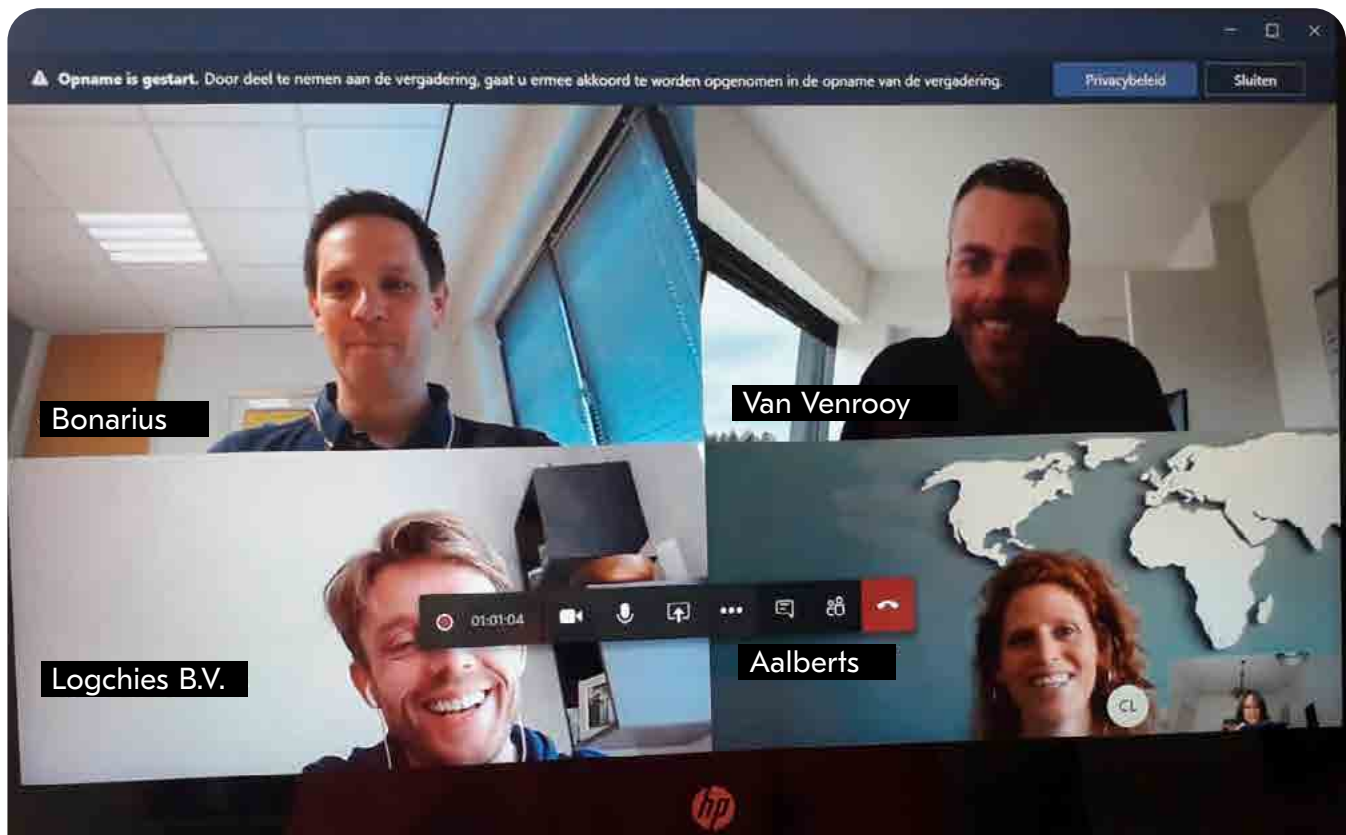 Opname is gestart. Door deel te nemen aan de vergadering, gaat u ermee akkoord te worden opgenomen in de opname van de vergadering.
Privacybeleid
Sluiten
Bonarius
Van Venrooy
01:01:04
Logchies B.V.
Aalberts
CL
hp